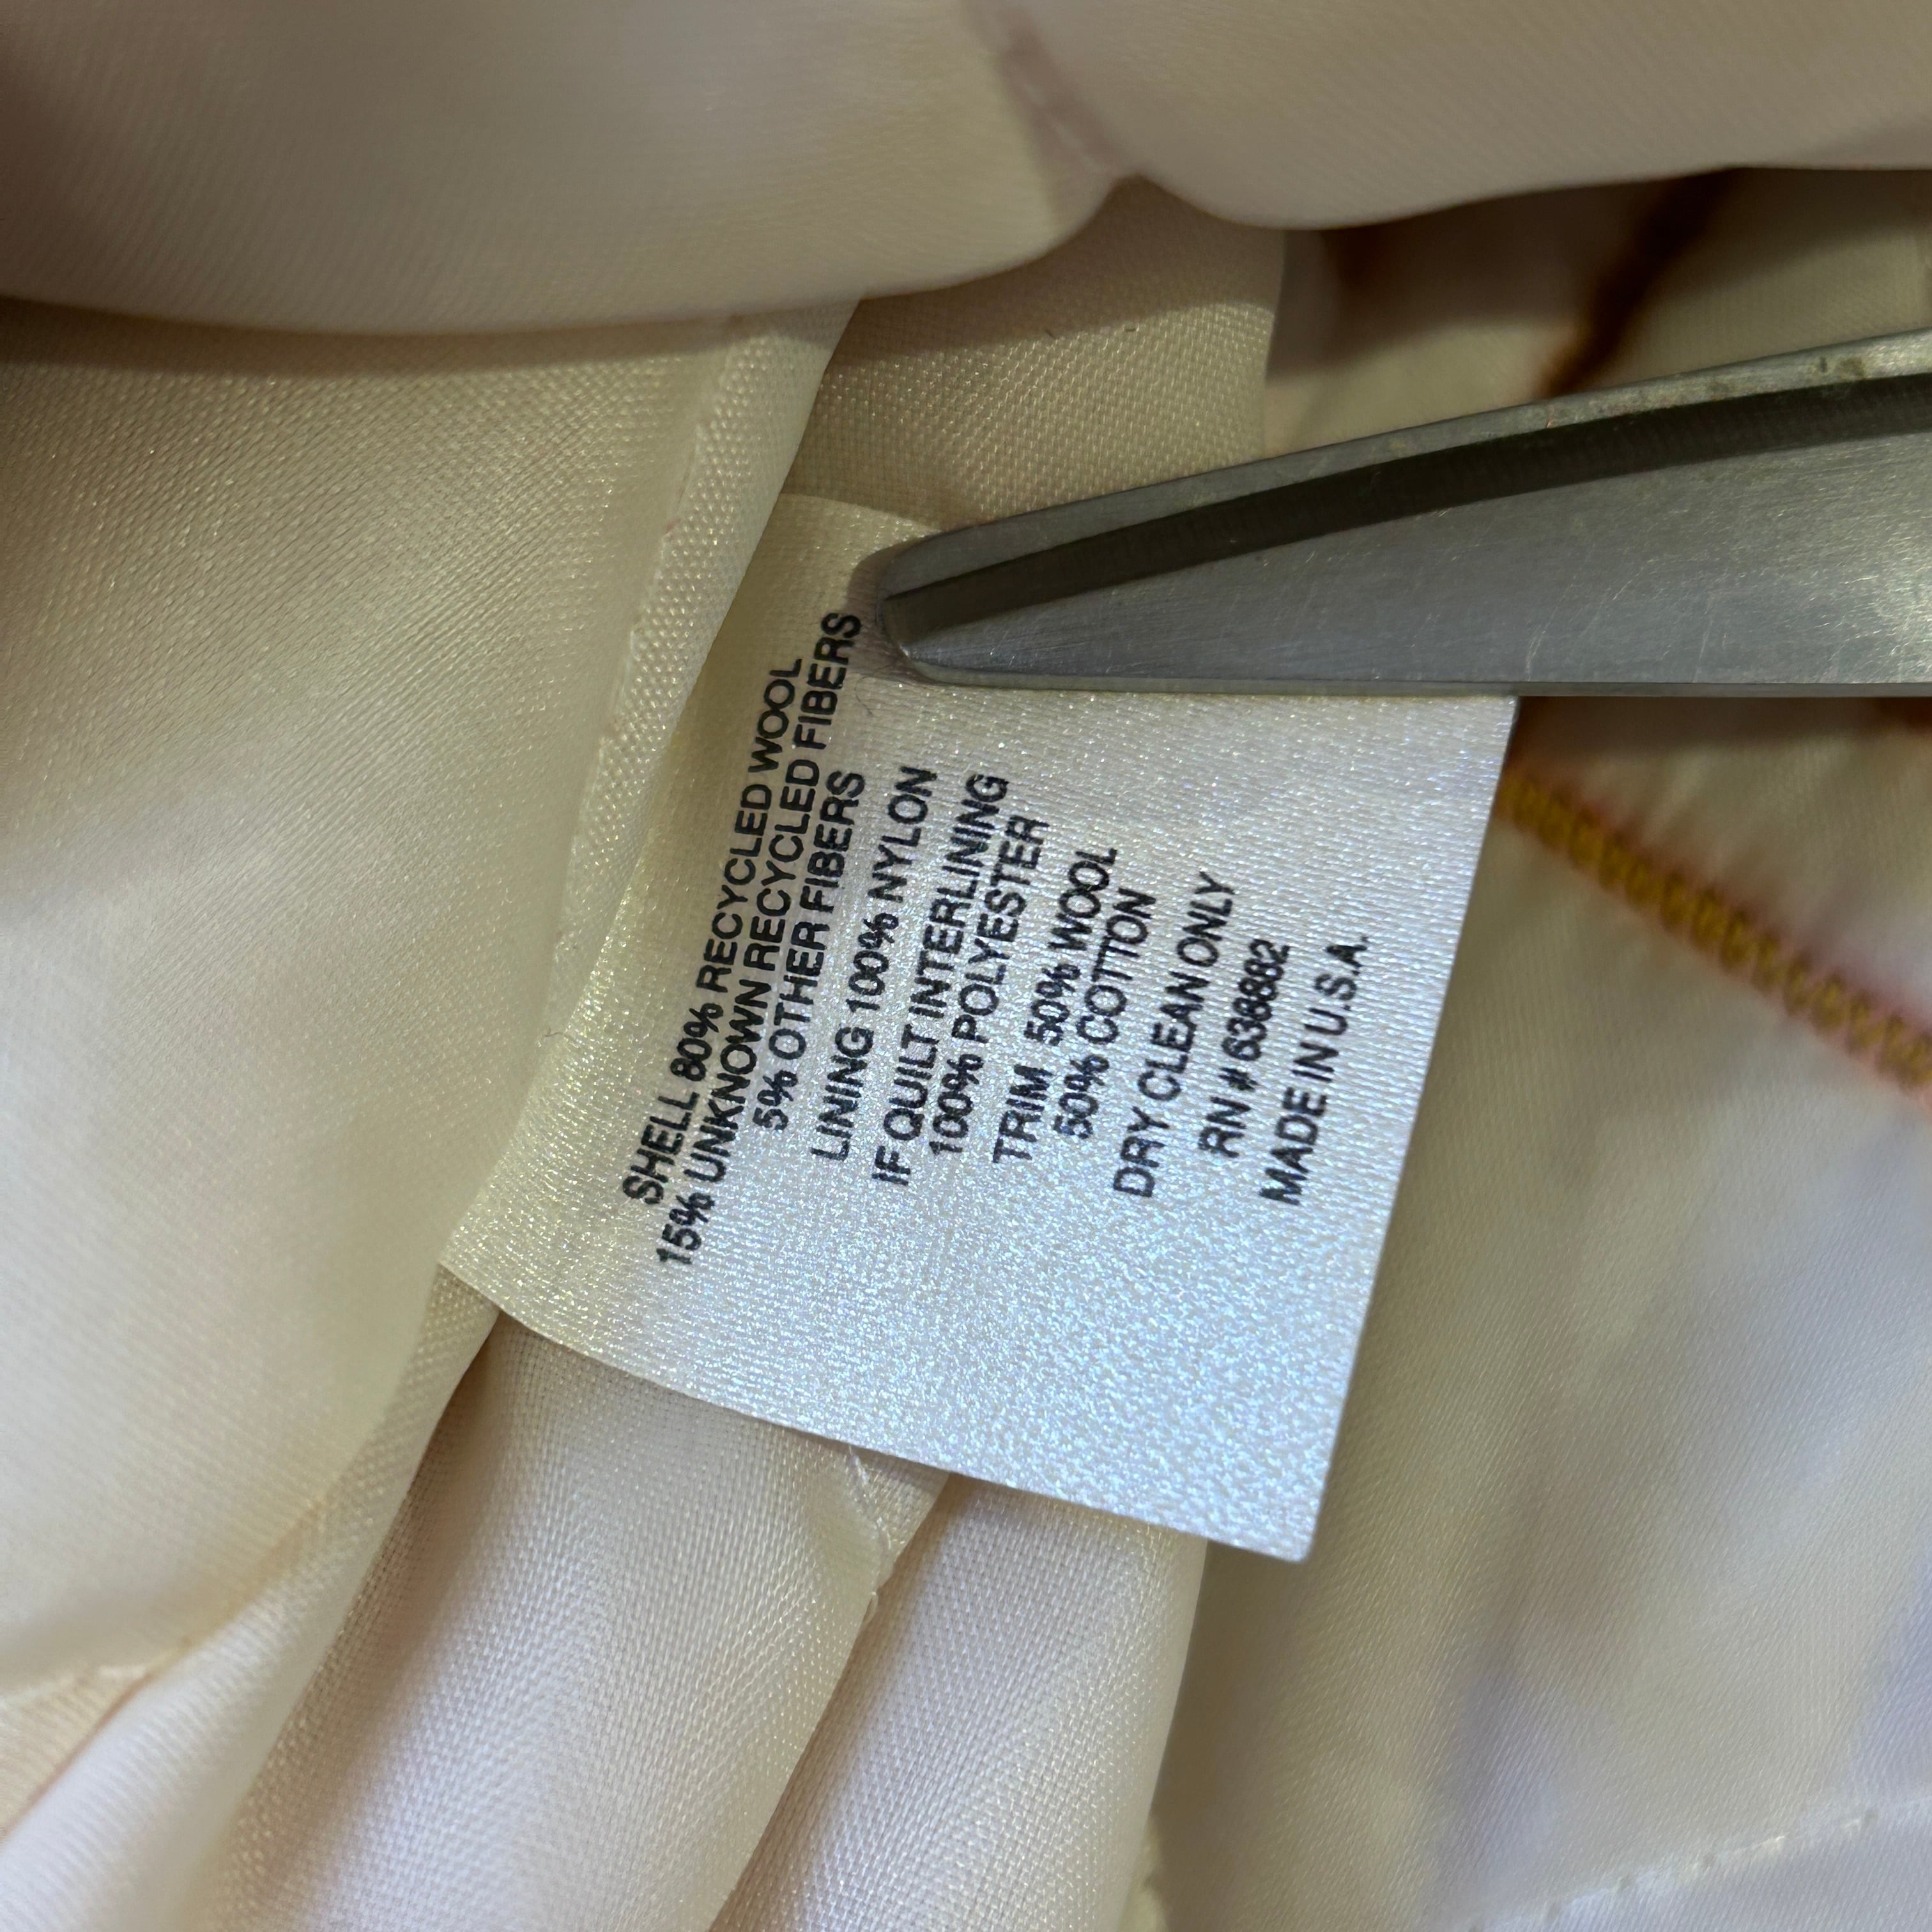 SHELL 80% RECYCLED WOOL
15% UNKNOWN RECYCLED FIBERS
5% OTHER FIBERS
LINING 100% NYLON
IF QUILT INTERLINING
100% POLYESTER
TRIM 50% WOOL
50% COTTON
DRY CLEAN ONLY
RN #
MADE IN U.S.A.